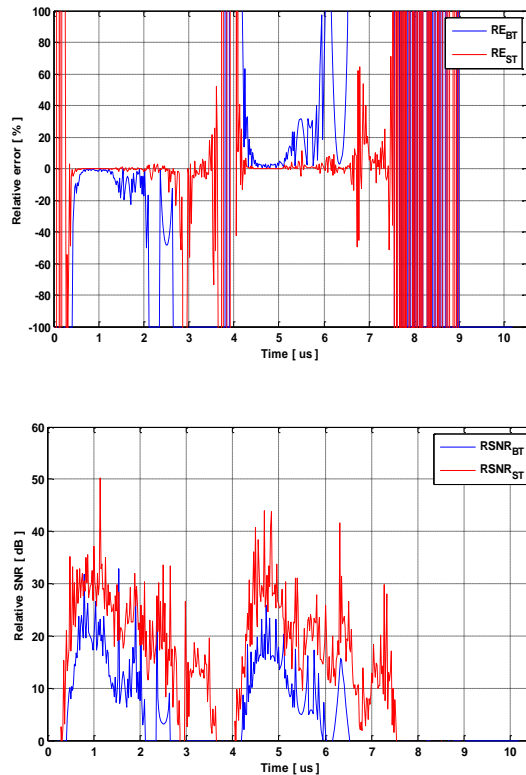 100
80
60
40
20
0
-20
-40
-60
-80
-100
Relative error [ % ]
RE_BT
RE_ST
0 1 2 3 4 5 6 7 8 9 10
Time [ us ]
60
50
40
30
20
10
0
Relative SNR [ dB ]
RSNR_BT
RSNR_ST
0 1 2 3 4 5 6 7 8 9 10
Time [ us ]